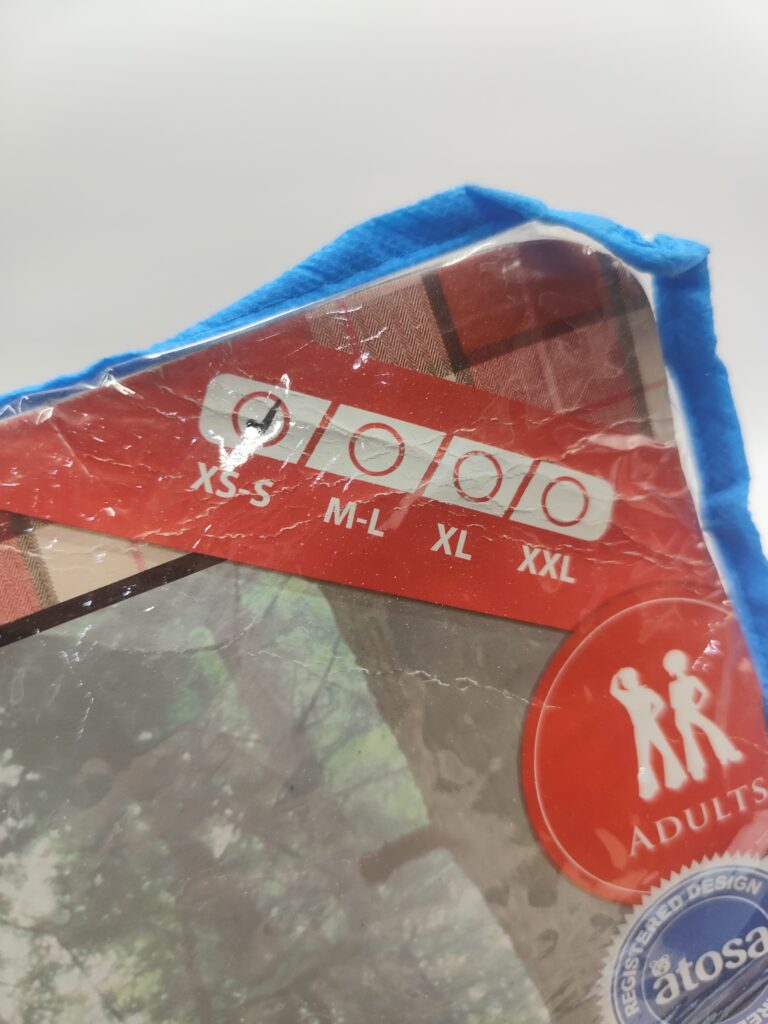 XS-S M-L XL XXL
ADULTS
REGISTERED DESIGN
atosa